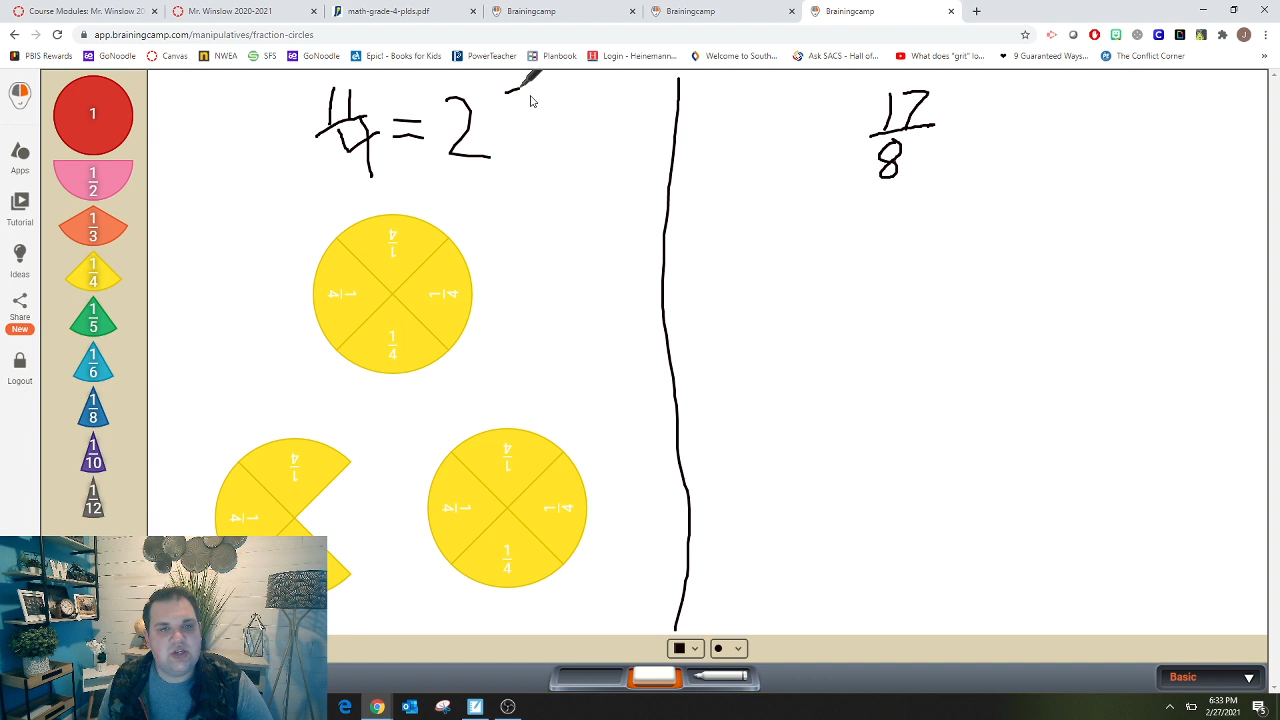 Course Modules: Mr. Winslow 20
Mr. Winslow 2020-2021
math-grade-4-plds.pdf
Brainingcamp
Brainingcamp
Brainingcamp
app.brainingcamp.com/manipulatives/fraction-circles
J
PBIS Rewards
GoNoodle
Canvas
NWEA
SFS
GoNoodle
Epic! - Books for Kids
PowerTeacher
Planbook
Login - Heinemann...
Welcome to South...
Ask SACS - Hall of...
What does "grit" lo...
9 Guaranteed Ways...
The Conflict Corner
Apps
Tutorial
Ideas
Share
New
Logout
1
1/2
1/3
1/4
1/5
1/6
1/8
1/10
1/12
11/4 = 2
17/8
1/4
1/4
1/4
1/4
1/4
1/4
1/4
1/4
1/4
1/4
Basic
6:33 PM
2/27/2021